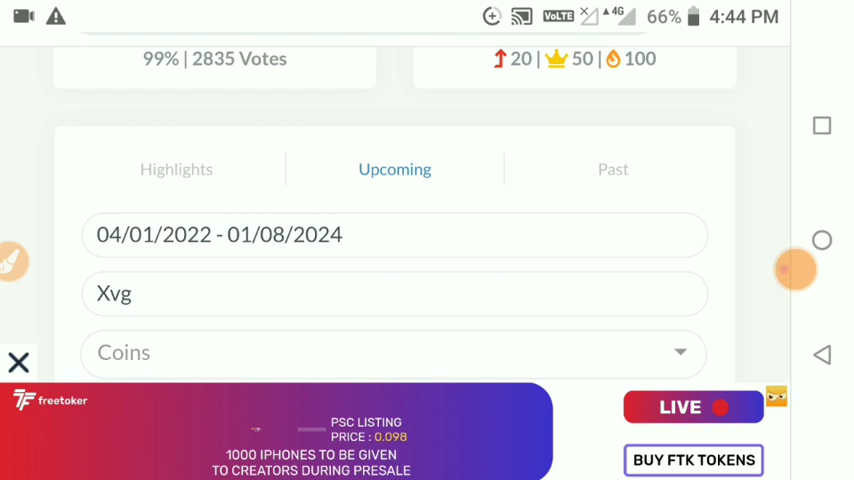 VoLTE 4G 66% 4:44 PM
99% | 2835 Votes
20 | 50 | 100
Highlights
Upcoming
Past
04/01/2022 - 01/08/2024
Xvg
Coins
freetoker
PSC LISTING
PRICE : 0.098
1000 IPHONES TO BE GIVEN
TO CREATORS DURING PRESALE
LIVE
BUY FTK TOKENS